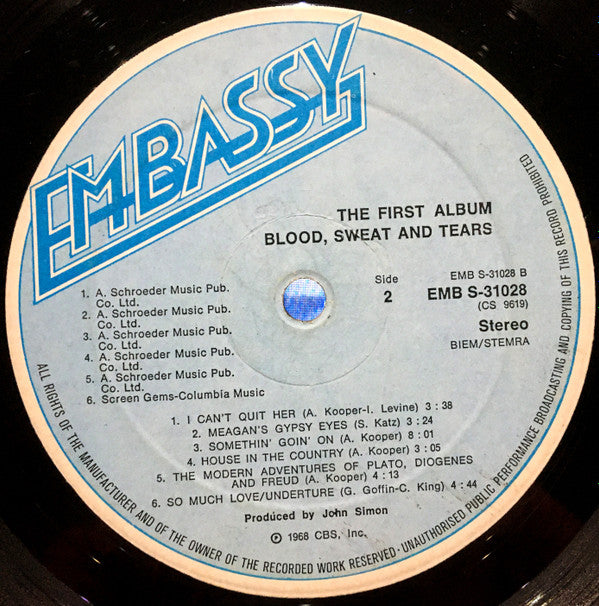 EMBASSY
THE FIRST ALBUM
BLOOD, SWEAT AND TEARS
1. A. Schroeder Music Pub.
Co. Ltd.
2. A. Schroeder Music Pub.
Co. Ltd.
3. A. Schroeder Music Pub.
Co. Ltd.
4. A. Schroeder Music Pub.
Co. Ltd.
5. A. Schroeder Music Pub.
Co. Ltd.
6. Screen Gems-Columbia Music
Side
2
EMB S-31028 B
EMB S-31028
(CS 9619)
Stereo
BIEM/STEMRA
1. I CAN'T QUIT HER (A. Kooper-I. Levine) 3 : 38
2. MEAGAN'S GYPSY EYES (S. Katz) 3 : 24
3. SOMETHIN' GOIN' ON (A. Kooper) 8 : 01
4. HOUSE IN THE COUNTRY (A. Kooper) 3 : 05
5. THE MODERN ADVENTURES OF PLATO, DIOGENES
AND FREUD (A. Kooper) 4 : 13
6. SO MUCH LOVE/UNDERTURE (G. Goffin-C. King) 4 : 44
Produced by John Simon
Ⓟ 1968 CBS, Inc.
ALL RIGHTS OF THE MANUFACTURER AND OF THE OWNER OF THE RECORDED WORK RESERVED · UNAUTHORISED PUBLIC PERFORMANCE BROADCASTING AND COPYING OF THIS RECORD PROHIBITED